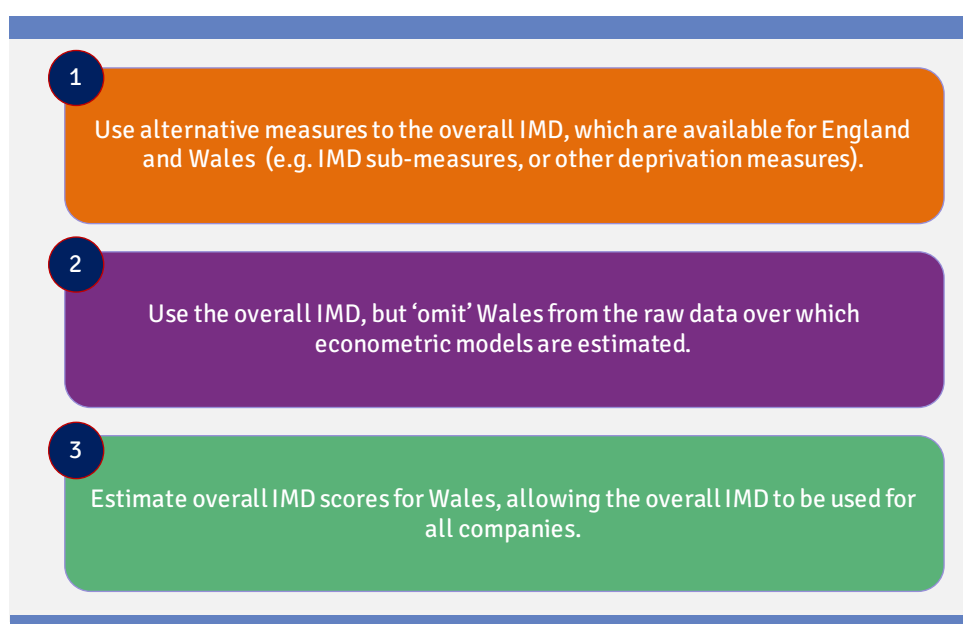 1
Use alternative measures to the overall IMD, which are available for England
and Wales (e.g. IMD sub-measures, or other deprivation measures).
2
Use the overall IMD, but ‘omit’ Wales from the raw data over which
econometric models are estimated.
3
Estimate overall IMD scores for Wales, allowing the overall IMD to be used for
all companies.